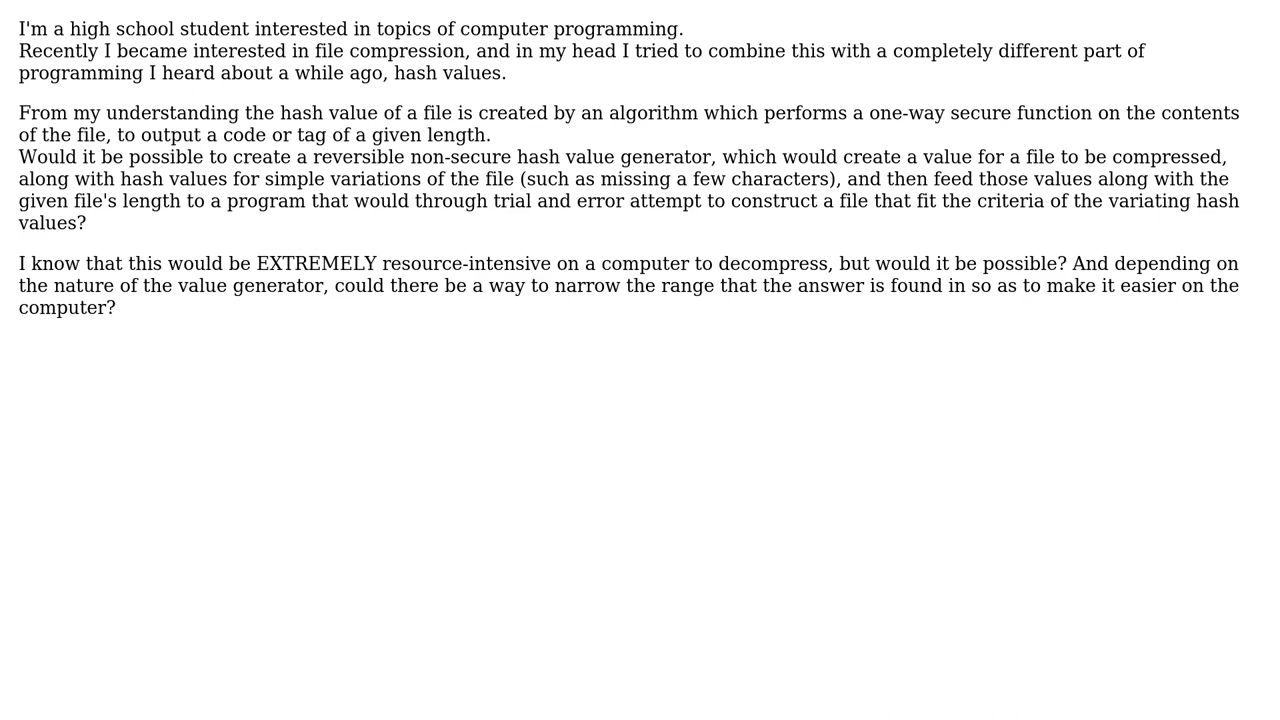 I'm a high school student interested in topics of computer programming.
Recently I became interested in file compression, and in my head I tried to combine this with a completely different part of
programming I heard about a while ago, hash values.
From my understanding the hash value of a file is created by an algorithm which performs a one-way secure function on the contents
of the file, to output a code or tag of a given length.
Would it be possible to create a reversible non-secure hash value generator, which would create a value for a file to be compressed,
along with hash values for simple variations of the file (such as missing a few characters), and then feed those values along with the
given file's length to a program that would through trial and error attempt to construct a file that fit the criteria of the variating hash
values?
I know that this would be EXTREMELY resource-intensive on a computer to decompress, but would it be possible? And depending on
the nature of the value generator, could there be a way to narrow the range that the answer is found in so as to make it easier on the
computer?